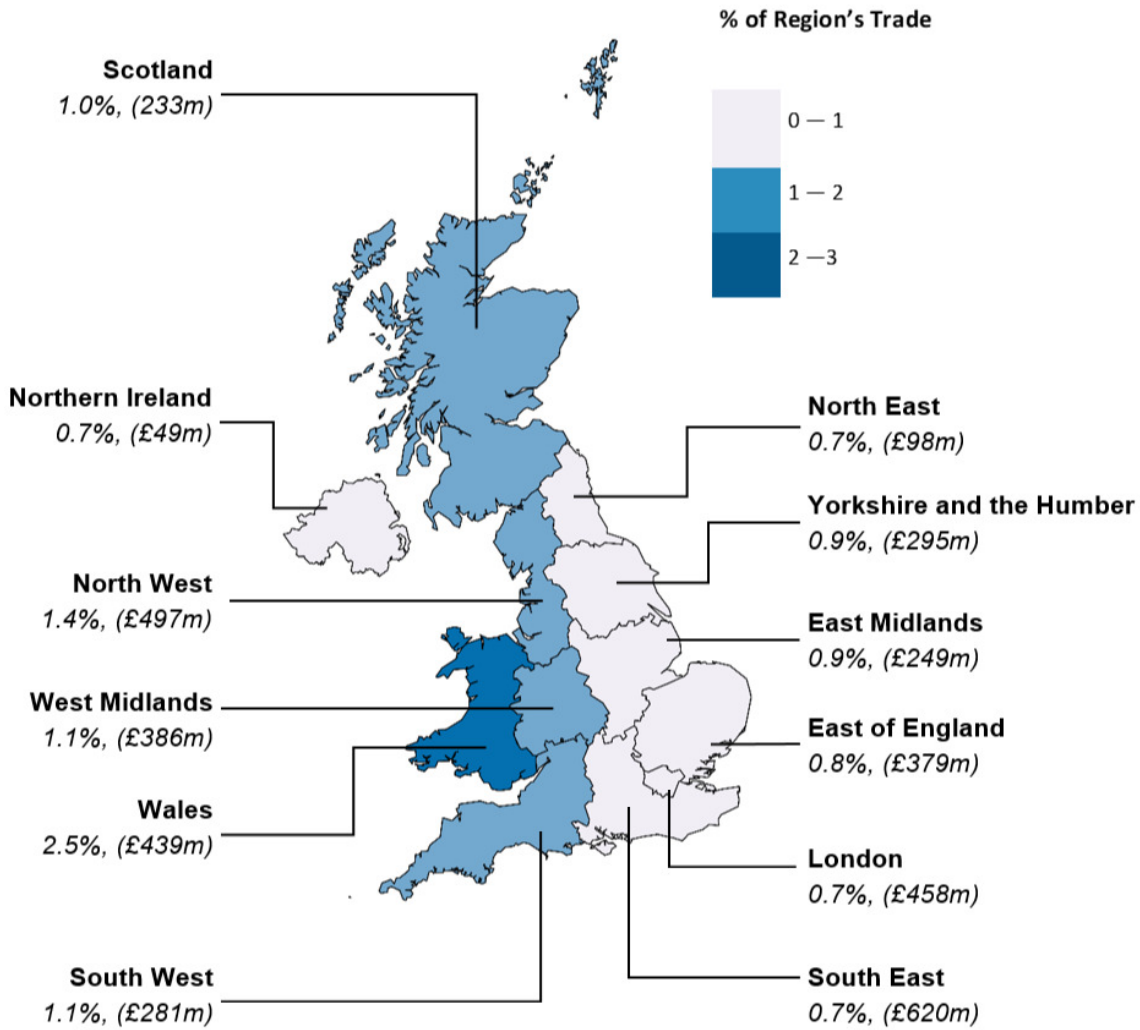 % of Region's Trade
0 — 1
1 — 2
2 —3
Scotland
1.0%, (233m)
Northern Ireland
0.7%, (£49m)
North West
1.4%, (£497m)
West Midlands
1.1%, (£386m)
Wales
2.5%, (£439m)
South West
1.1%, (£281m)
North East
0.7%, (£98m)
Yorkshire and the Humber
0.9%, (£295m)
East Midlands
0.9%, (£249m)
East of England
0.8%, (£379m)
London
0.7%, (£458m)
South East
0.7%, (£620m)